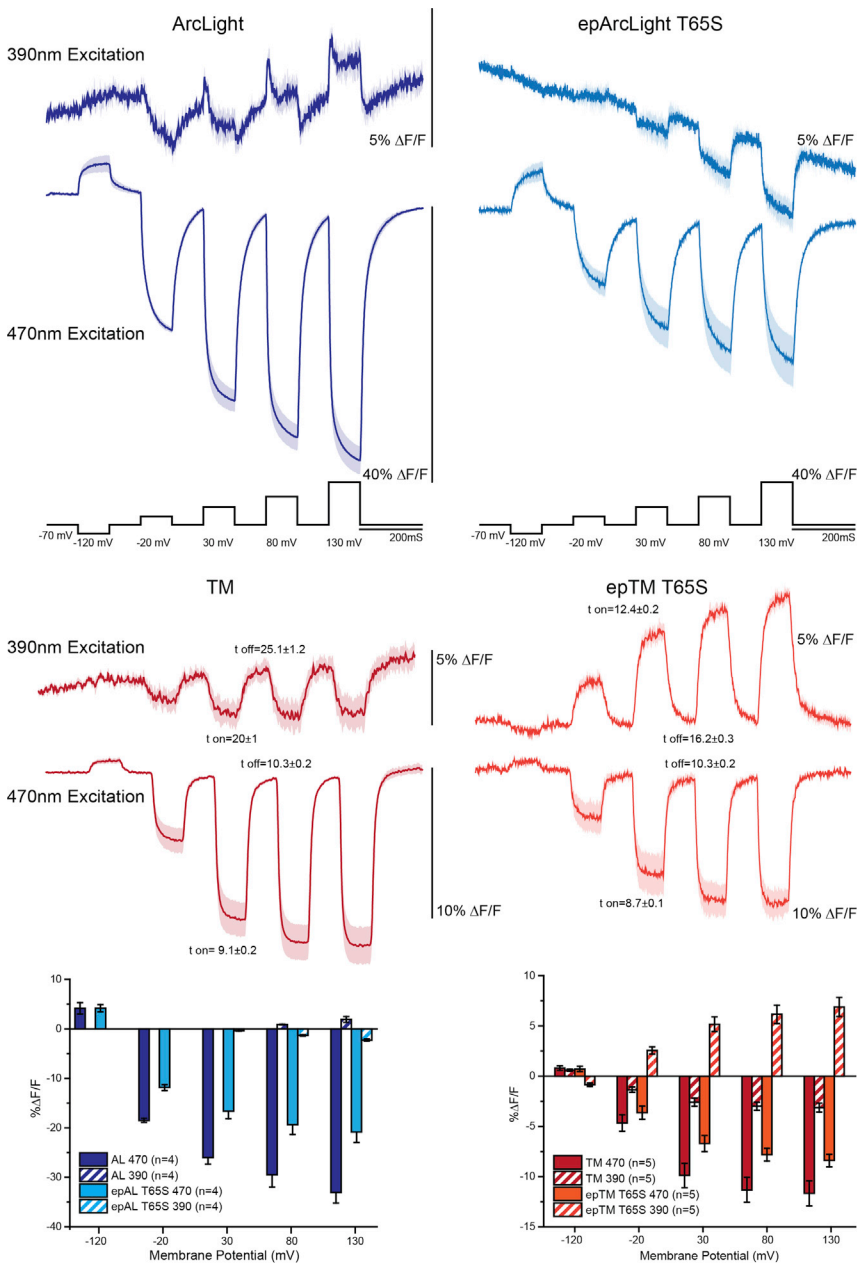 ArcLight
epArcLight T65S
390nm Excitation
5% ΔF/F
5% ΔF/F
470nm Excitation
40% ΔF/F
40% ΔF/F
-70 mV
-120 mV
-20 mV
30 mV
80 mV
130 mV
200mS
-70 mV
-120 mV
-20 mV
30 mV
80 mV
130 mV
200mS
TM
epTM T65S
390nm Excitation
t off=25.1±1.2
5% ΔF/F
t on=20±1
t on=12.4±0.2
5% ΔF/F
t off=16.2±0.3
470nm Excitation
t off=10.3±0.2
10% ΔF/F
t on= 9.1±0.2
t off=10.3±0.2
t on=8.7±0.1
10% ΔF/F
%ΔF/F
10
0
-10
-20
-30
-40
AL 470 (n=4)
AL 390 (n=4)
epAL T65S 470 (n=4)
epAL T65S 390 (n=4)
-120
-20
30
80
130
Membrane Potential (mV)
%ΔF/F
10
5
0
-5
-10
-15
TM 470 (n=5)
TM 390 (n=5)
epTM T65S 470 (n=5)
epTM T65S 390 (n=5)
-120
-20
30
80
130
Membrane Potential (mV)